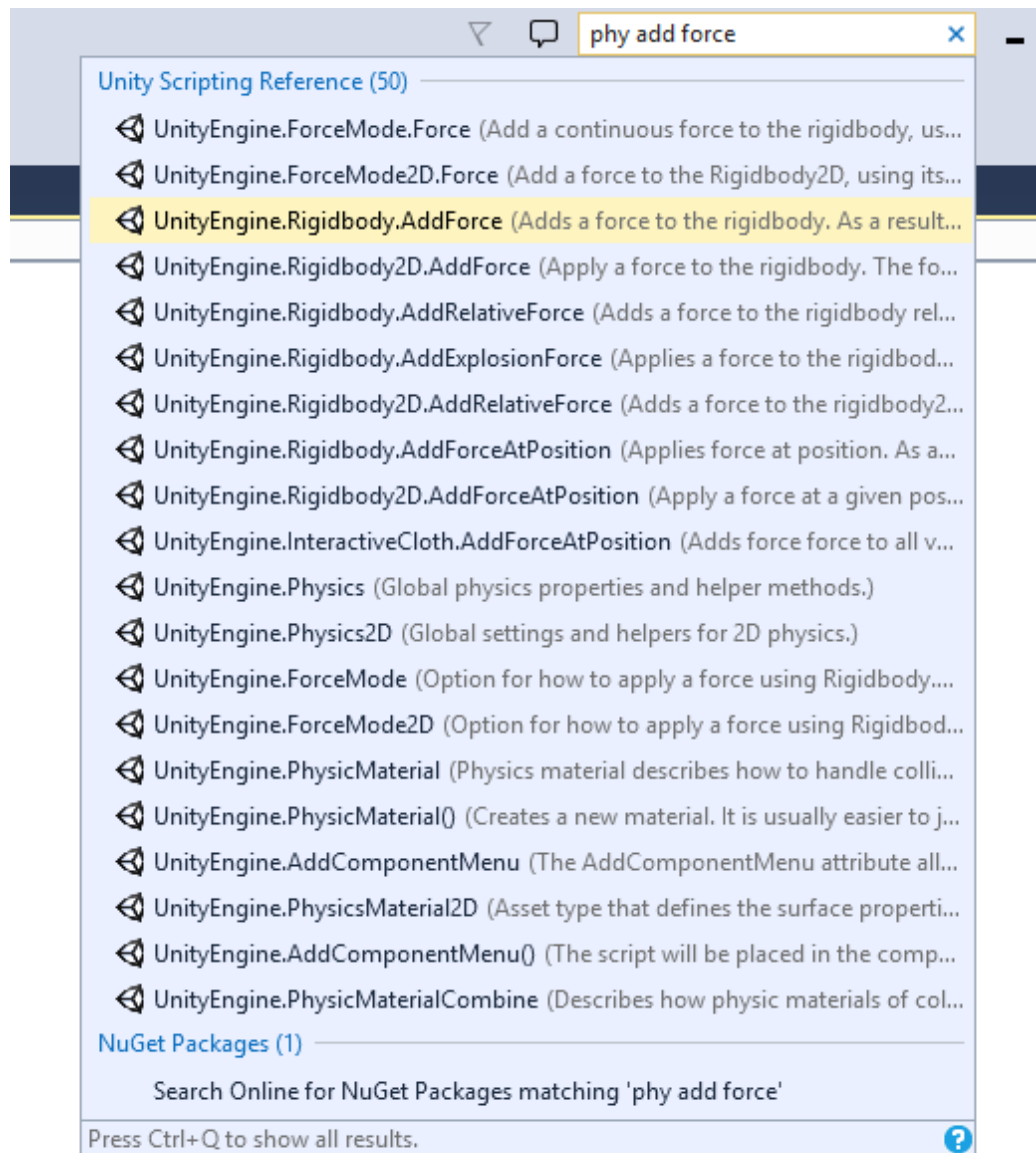 phy add force
Unity Scripting Reference (50)
UnityEngine.ForceMode.Force (Add a continuous force to the rigidbody, us...
UnityEngine.ForceMode2D.Force (Add a force to the Rigidbody2D, using its...
UnityEngine.Rigidbody.AddForce (Adds a force to the rigidbody. As a result...
UnityEngine.Rigidbody2D.AddForce (Apply a force to the rigidbody. The fo...
UnityEngine.Rigidbody.AddRelativeForce (Adds a force to the rigidbody rel...
UnityEngine.Rigidbody.AddExplosionForce (Applies a force to the rigidbod...
UnityEngine.Rigidbody2D.AddRelativeForce (Adds a force to the rigidbody2...
UnityEngine.Rigidbody.AddForceAtPosition (Applies force at position. As a...
UnityEngine.Rigidbody2D.AddForceAtPosition (Apply a force at a given pos...
UnityEngine.InteractiveCloth.AddForceAtPosition (Adds force force to all v...
UnityEngine.Physics (Global physics properties and helper methods.)
UnityEngine.Physics2D (Global settings and helpers for 2D physics.)
UnityEngine.ForceMode (Option for how to apply a force using Rigidbody....
UnityEngine.ForceMode2D (Option for how to apply a force using Rigidbod...
UnityEngine.PhysicMaterial (Physics material describes how to handle colli...
UnityEngine.PhysicMaterial() (Creates a new material. It is usually easier to j...
UnityEngine.AddComponentMenu (The AddComponentMenu attribute all...
UnityEngine.PhysicsMaterial2D (Asset type that defines the surface properti...
UnityEngine.AddComponentMenu() (The script will be placed in the comp...
UnityEngine.PhysicMaterialCombine (Describes how physic materials of col...
NuGet Packages (1)
Search Online for NuGet Packages matching 'phy add force'
Press Ctrl+Q to show all results.